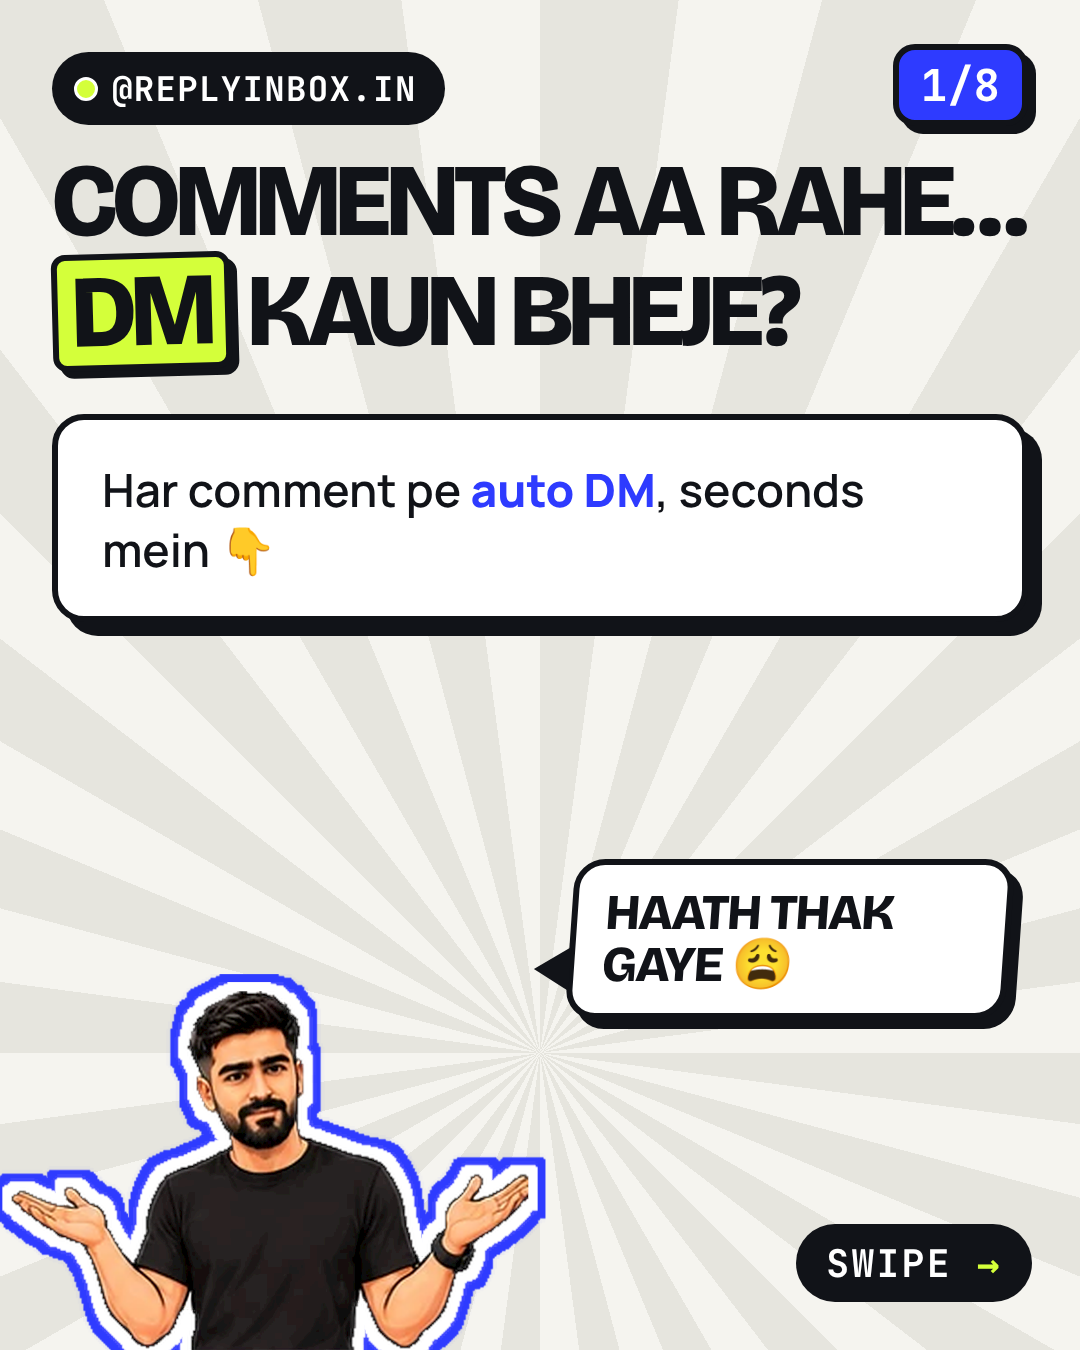 @REPLYINBOX.IN
1/8
COMMENTS AA RAHE...
DM KAUN BHEJE?
Har comment pe auto DM, seconds
mein 👇
HAATH THAK
GAYE 😩
SWIPE →